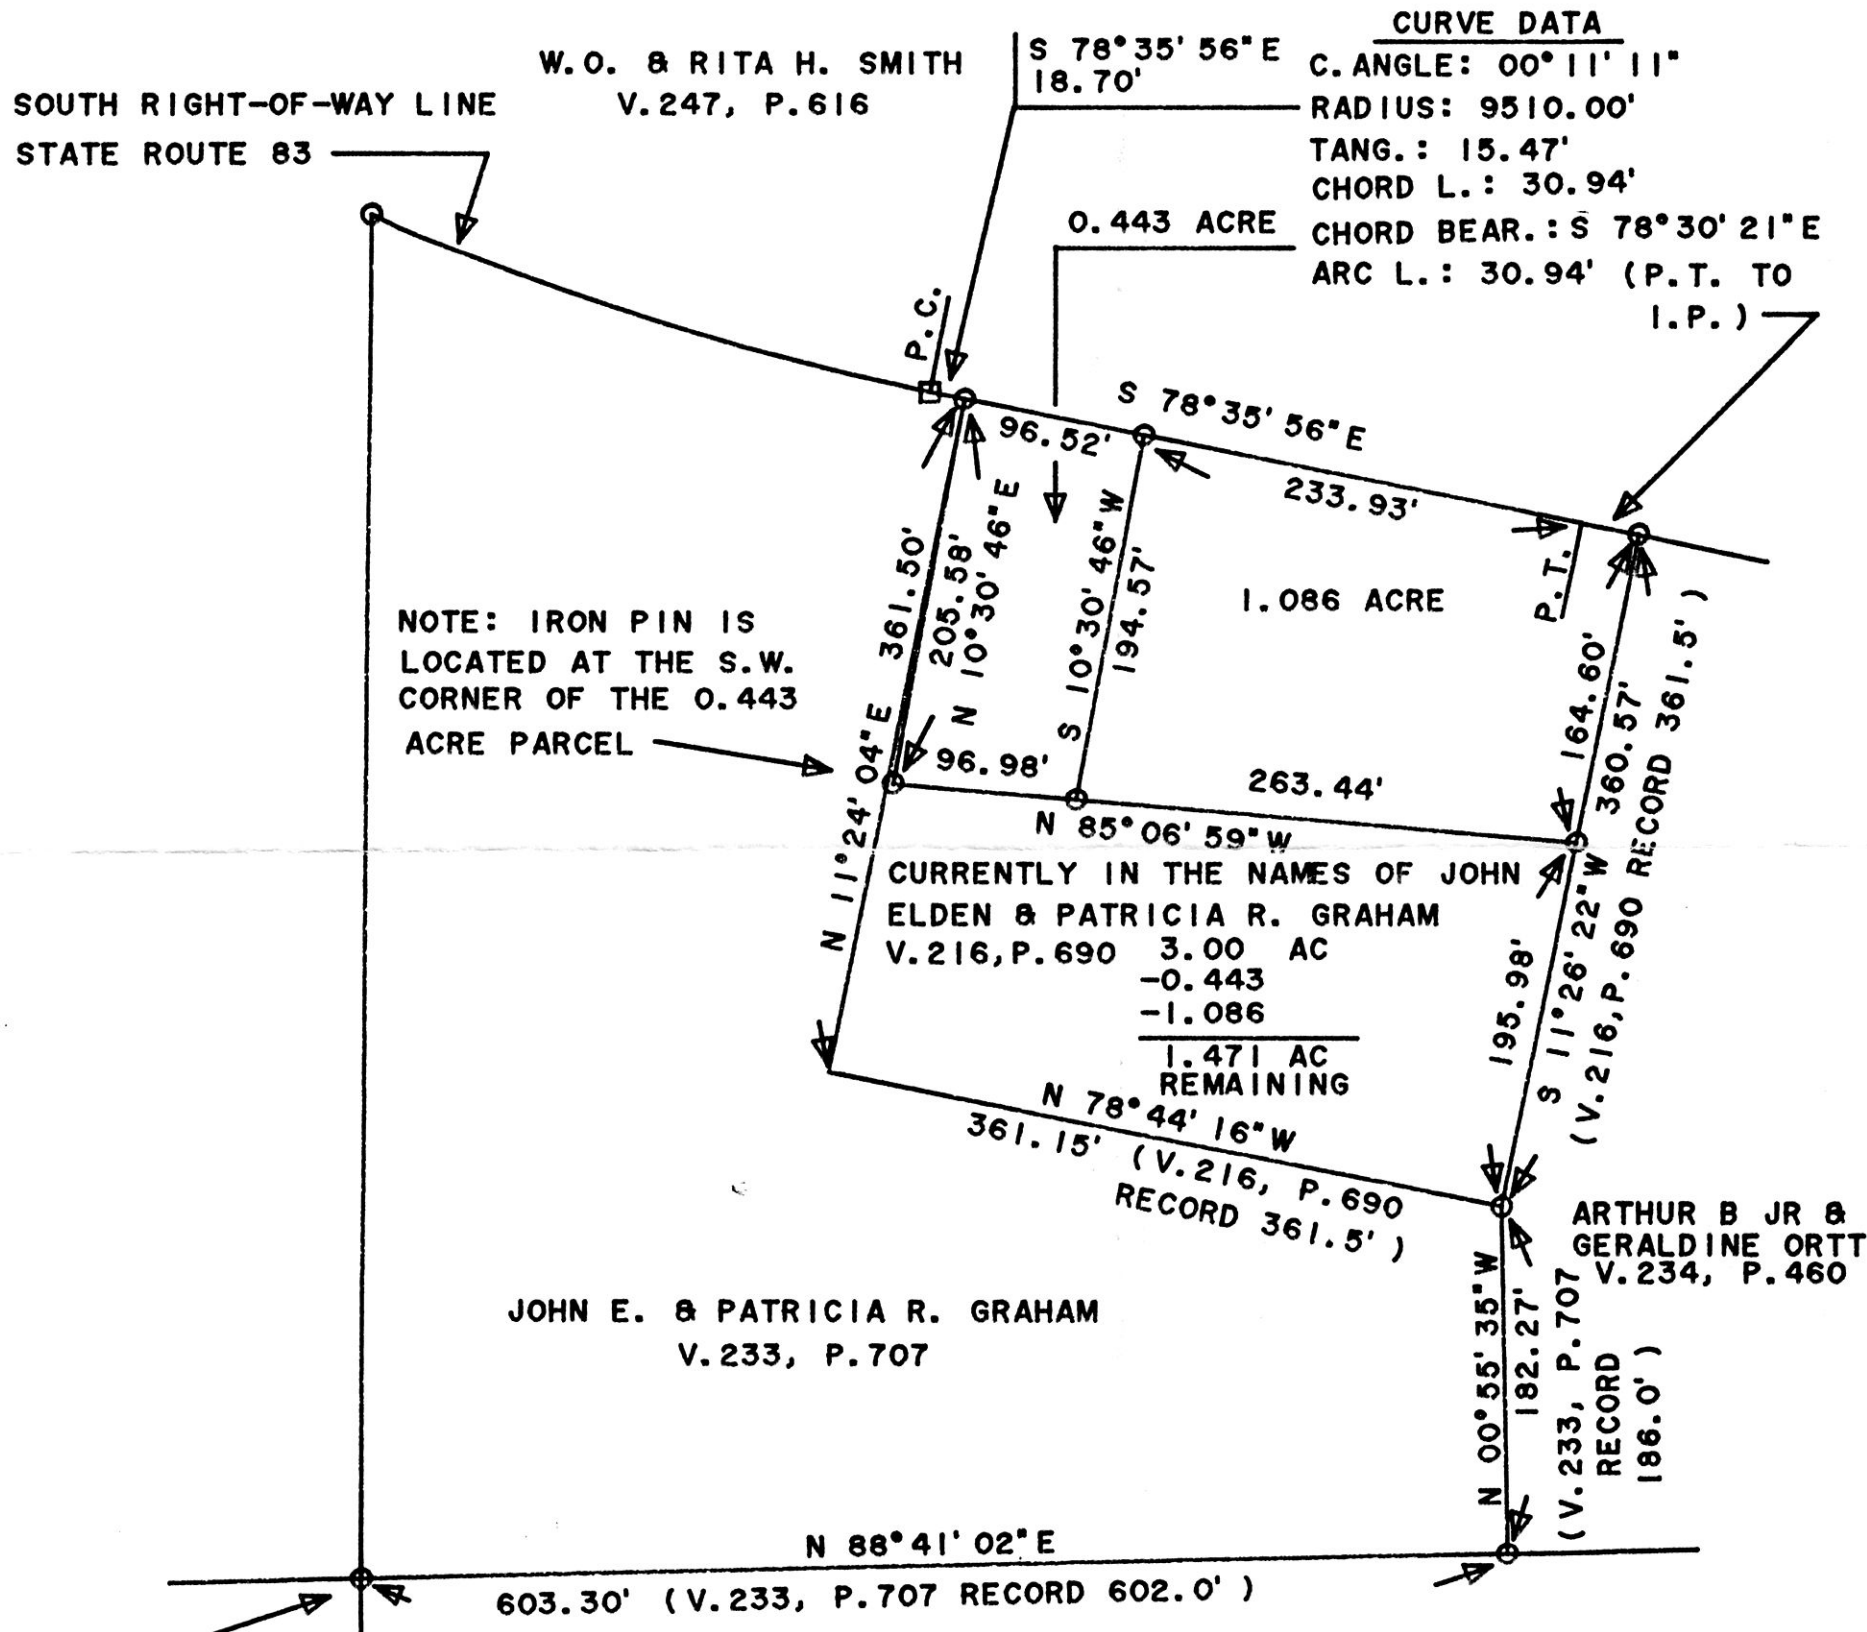 CURVE DATA
C. ANGLE: 00° 11' 11"
RADIUS: 9510.00'
TANG.: 15.47'
CHORD L.: 30.94'
CHORD BEAR.: S 78°30' 21" E
ARC L.: 30.94' (P.T. TO
I.P.)
S 78°35' 56" E
18.70'
W.O. & RITA H. SMITH
V.247, P.616
SOUTH RIGHT-OF-WAY LINE
STATE ROUTE 83
0.443 ACRE
P.C.
S 78°35' 56" E
96.52'
233.93'
P.T.
361.50'
205.58'
N 10°30' 46" E
S 10°30' 46" W
194.57'
1.086 ACRE
164.60'
360.57'
(V.216, P.690 RECORD 361.5')
NOTE: IRON PIN IS
LOCATED AT THE S.W.
CORNER OF THE 0.443
ACRE PARCEL
N 11°24' 04" E
96.98'
263.44'
N 85°06' 59" W
CURRENTLY IN THE NAMES OF JOHN
ELDEN & PATRICIA R. GRAHAM
V.216, P.690
3.00 AC
-0.443
-1.086
1.471 AC
REMAINING
195.98'
S 11°26' 22" W
N 78°44' 16" W
361.15' (V.216, P.690
RECORD 361.5')
ARTHUR B JR &
GERALDINE ORTT
V.234, P.460
JOHN E. & PATRICIA R. GRAHAM
V.233, P.707
N 00°55' 35" W
182.27'
(V.233, P.707
RECORD
186.0')
N 88°41' 02" E
603.30' (V.233, P.707 RECORD 602.0')